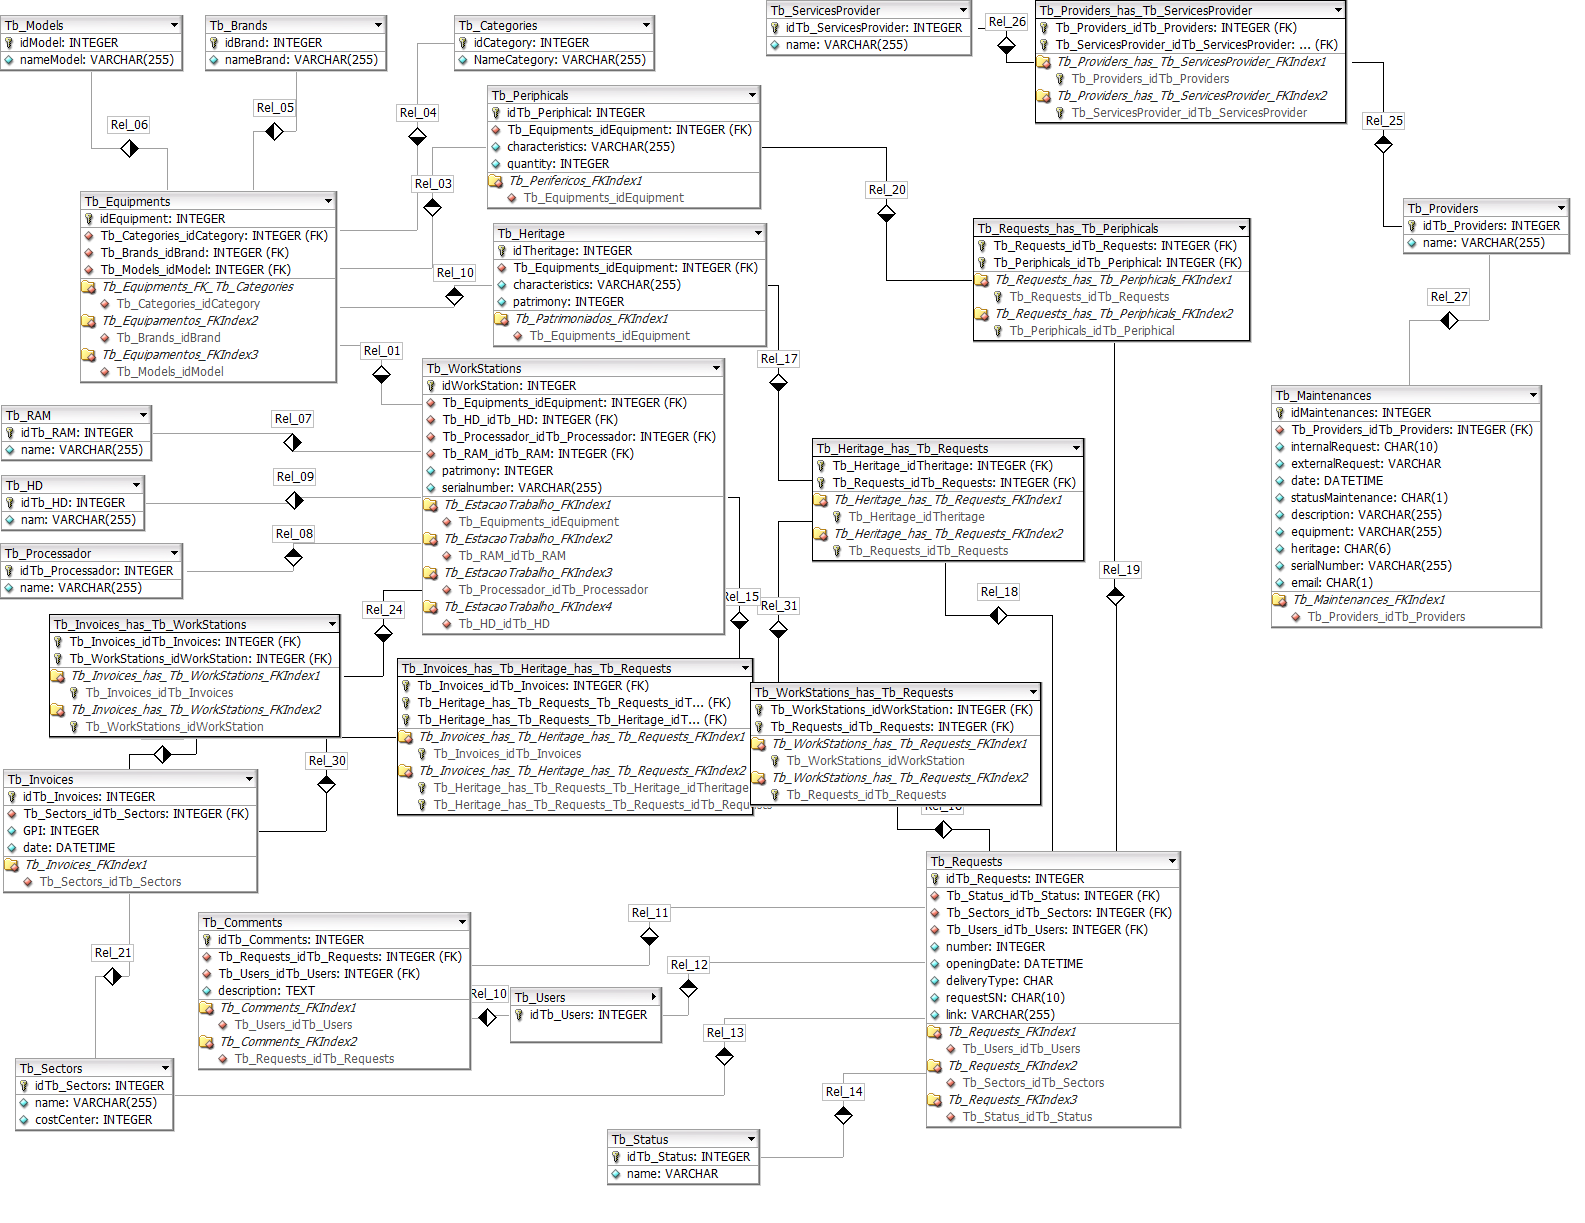 Tb_Models
idModel: INTEGER
nameModel: VARCHAR(255)
Tb_Brands
idBrand: INTEGER
nameBrand: VARCHAR(255)
Tb_Categories
idCategory: INTEGER
NameCategory: VARCHAR(255)
Tb_ServicesProvider
idTb_ServicesProvider: INTEGER
name: VARCHAR(255)
Rel_26
Tb_Providers_has_Tb_ServicesProvider
Tb_Providers_idTb_Providers: INTEGER (FK)
Tb_ServicesProvider_idTb_ServicesProvider: ... (FK)
Tb_Providers_has_Tb_ServicesProvider_FKIndex1
Tb_Providers_idTb_Providers
Tb_Providers_has_Tb_ServicesProvider_FKIndex2
Tb_ServicesProvider_idTb_ServicesProvider
Rel_06
Rel_05
Rel_04
Rel_03
Tb_Periphicals
idTb_Periphical: INTEGER
Tb_Equipments_idEquipment: INTEGER (FK)
characteristics: VARCHAR(255)
quantity: INTEGER
Tb_Perifericos_FKIndex1
Tb_Equipments_idEquipment
Rel_20
Rel_25
Tb_Equipments
idEquipment: INTEGER
Tb_Categories_idCategory: INTEGER (FK)
Tb_Brands_idBrand: INTEGER (FK)
Tb_Models_idModel: INTEGER (FK)
Tb_Equipments_FK_Tb_Categories
Tb_Categories_idCategory
Tb_Equipamentos_FKIndex2
Tb_Brands_idBrand
Tb_Equipamentos_FKIndex3
Tb_Models_idModel
Rel_10
Tb_Heritage
idTheritage: INTEGER
Tb_Equipments_idEquipment: INTEGER (FK)
characteristics: VARCHAR(255)
patrimony: INTEGER
Tb_Patrimoniados_FKIndex1
Tb_Equipments_idEquipment
Tb_Requests_has_Tb_Periphicals
Tb_Requests_idTb_Requests: INTEGER (FK)
Tb_Periphicals_idTb_Periphical: INTEGER (FK)
Tb_Requests_has_Tb_Periphicals_FKIndex1
Tb_Requests_idTb_Requests
Tb_Requests_has_Tb_Periphicals_FKIndex2
Tb_Periphicals_idTb_Periphical
Tb_Providers
idTb_Providers: INTEGER
name: VARCHAR(255)
Rel_27
Rel_01
Rel_17
Tb_WorkStations
idWorkStation: INTEGER
Tb_Equipments_idEquipment: INTEGER (FK)
Tb_HD_idTb_HD: INTEGER (FK)
Tb_Processador_idTb_Processador: INTEGER (FK)
Tb_RAM_idTb_RAM: INTEGER (FK)
patrimony: INTEGER
serialnumber: VARCHAR(255)
Tb_EstacaoTrabalho_FKIndex1
Tb_Equipments_idEquipment
Tb_EstacaoTrabalho_FKIndex2
Tb_RAM_idTb_RAM
Tb_EstacaoTrabalho_FKIndex3
Tb_Processador_idTb_Processador
Tb_EstacaoTrabalho_FKIndex4
Tb_HD_idTb_HD
Tb_Maintenances
idMaintenances: INTEGER
Tb_Providers_idTb_Providers: INTEGER (FK)
internalRequest: CHAR(10)
externalRequest: VARCHAR
date: DATETIME
statusMaintenance: CHAR(1)
description: VARCHAR(255)
equipment: VARCHAR(255)
heritage: CHAR(6)
serialNumber: VARCHAR(255)
email: CHAR(1)
Tb_Maintenances_FKIndex1
Tb_Providers_idTb_Providers
Tb_RAM
idTb_RAM: INTEGER
name: VARCHAR(255)
Rel_07
Tb_HD
idTb_HD: INTEGER
nam: VARCHAR(255)
Rel_09
Tb_Processador
idTb_Processador: INTEGER
name: VARCHAR(255)
Rel_08
Tb_Heritage_has_Tb_Requests
Tb_Heritage_idTheritage: INTEGER (FK)
Tb_Requests_idTb_Requests: INTEGER (FK)
Tb_Heritage_has_Tb_Requests_FKIndex1
Tb_Heritage_idTheritage
Tb_Heritage_has_Tb_Requests_FKIndex2
Tb_Requests_idTb_Requests
Rel_24
Rel_15
Rel_31
Rel_18
Rel_19
Tb_Invoices_has_Tb_WorkStations
Tb_Invoices_idTb_Invoices: INTEGER (FK)
Tb_WorkStations_idWorkStation: INTEGER (FK)
Tb_Invoices_has_Tb_WorkStations_FKIndex1
Tb_Invoices_idTb_Invoices
Tb_Invoices_has_Tb_WorkStations_FKIndex2
Tb_WorkStations_idWorkStation
Tb_Invoices_has_Tb_Heritage_has_Tb_Requests
Tb_Invoices_idTb_Invoices: INTEGER (FK)
Tb_Heritage_has_Tb_Requests_Tb_Requests_idT... (FK)
Tb_Heritage_has_Tb_Requests_Tb_Heritage_idT... (FK)
Tb_Invoices_has_Tb_Heritage_has_Tb_Requests_FKIndex1
Tb_Invoices_idTb_Invoices
Tb_Invoices_has_Tb_Heritage_has_Tb_Requests_FKIndex2
Tb_Heritage_has_Tb_Requests_Tb_Heritage_idTheritage
Tb_Heritage_has_Tb_Requests_Tb_Requests_idTb_Requests
Tb_WorkStations_has_Tb_Requests
Tb_WorkStations_idWorkStation: INTEGER (FK)
Tb_Requests_idTb_Requests: INTEGER (FK)
Tb_WorkStations_has_Tb_Requests_FKIndex1
Tb_WorkStations_idWorkStation
Tb_WorkStations_has_Tb_Requests_FKIndex2
Tb_Requests_idTb_Requests
Rel_30
Rel_16
Tb_Invoices
idTb_Invoices: INTEGER
Tb_Sectors_idTb_Sectors: INTEGER (FK)
GPI: INTEGER
date: DATETIME
Tb_Invoices_FKIndex1
Tb_Sectors_idTb_Sectors
Tb_Requests
idTb_Requests: INTEGER
Tb_Status_idTb_Status: INTEGER (FK)
Tb_Sectors_idTb_Sectors: INTEGER (FK)
Tb_Users_idTb_Users: INTEGER (FK)
number: INTEGER
openingDate: DATETIME
deliveryType: CHAR
requestSN: CHAR(10)
link: VARCHAR(255)
Tb_Requests_FKIndex1
Tb_Users_idTb_Users
Tb_Requests_FKIndex2
Tb_Sectors_idTb_Sectors
Tb_Requests_FKIndex3
Tb_Status_idTb_Status
Rel_11
Tb_Comments
idTb_Comments: INTEGER
Tb_Requests_idTb_Requests: INTEGER (FK)
Tb_Users_idTb_Users: INTEGER (FK)
description: TEXT
Tb_Comments_FKIndex1
Tb_Users_idTb_Users
Tb_Comments_FKIndex2
Tb_Requests_idTb_Requests
Rel_21
Rel_12
Rel_10
Tb_Users
idTb_Users: INTEGER
Rel_13
Tb_Sectors
idTb_Sectors: INTEGER
name: VARCHAR(255)
costCenter: INTEGER
Rel_14
Tb_Status
idTb_Status: INTEGER
name: VARCHAR